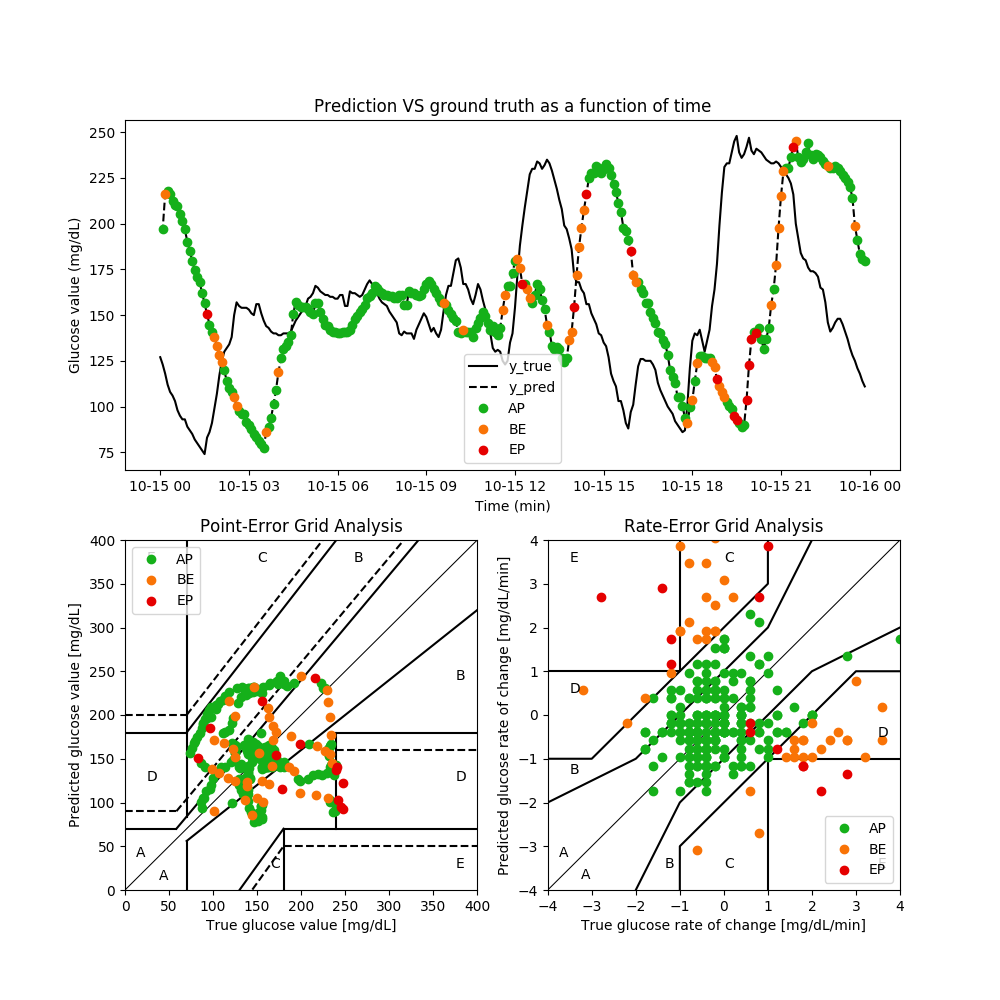 Prediction VS ground truth as a function of time
Glucose value (mg/dL)
250
225
200
175
150
125
100
75
y_true
y_pred
AP
BE
EP
10-15 00 10-15 03 10-15 06 10-15 09 10-15 12 10-15 15 10-15 18 10-15 21 10-16 00
Time (min)
Point-Error Grid Analysis
Predicted glucose value [mg/dL]
400
350
300
250
200
150
100
50
0
AP
BE
EP
C
B
B
D
D
A
A
C
E
0 50 100 150 200 250 300 350 400
True glucose value [mg/dL]
Rate-Error Grid Analysis
Predicted glucose rate of change [mg/dL/min]
4
3
2
1
0
−1
−2
−3
−4
E
C
D
D
B
A
A
B
C
AP
BE
EP
−4 −3 −2 −1 0 1 2 3 4
True glucose rate of change [mg/dL/min]